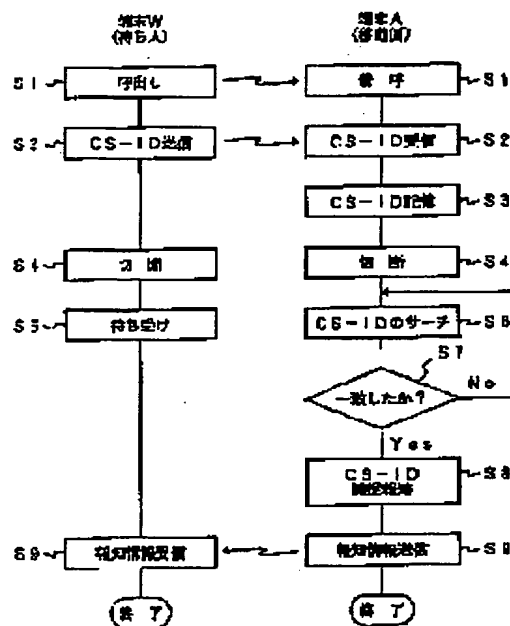 端末W 端末A
(待ち人) (移動側)
S1 呼出し 着呼 S1
S2 CS-ID送信 CS-ID受信 S2
CS-ID記憶 S3
S4 切断 切断 S4
S5 待ち受け CS-IDのサーチ S6
S7
一致したか? No
Yes
CS-ID S8
S9 報知情報受信 報知情報送信 S9
終了 終了